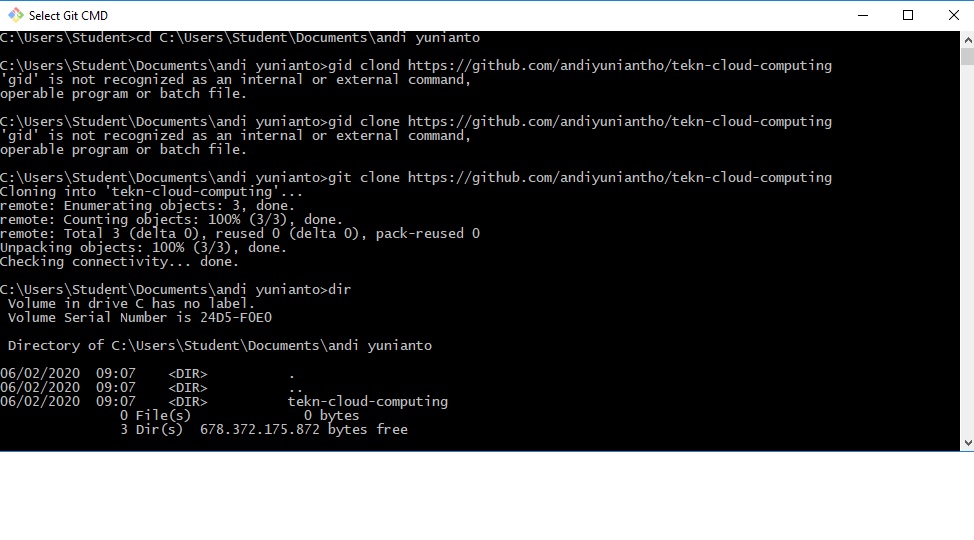 Select Git CMD
C:\Users\Student>cd C:\Users\Student\Documents\andi yunianto
C:\Users\Student\Documents\andi yunianto>gid clond https://github.com/andiyuniantho/tekn-cloud-computing
'gid' is not recognized as an internal or external command,
operable program or batch file.
C:\Users\Student\Documents\andi yunianto>gid clone https://github.com/andiyuniantho/tekn-cloud-computing
'gid' is not recognized as an internal or external command,
operable program or batch file.
C:\Users\Student\Documents\andi yunianto>git clone https://github.com/andiyuniantho/tekn-cloud-computing
Cloning into 'tekn-cloud-computing'...
remote: Enumerating objects: 3, done.
remote: Counting objects: 100% (3/3), done.
remote: Total 3 (delta 0), reused 0 (delta 0), pack-reused 0
Unpacking objects: 100% (3/3), done.
Checking connectivity... done.
C:\Users\Student\Documents\andi yunianto>dir
Volume in drive C has no label.
Volume Serial Number is 24D5-F0E0
Directory of C:\Users\Student\Documents\andi yunianto
06/02/2020  09:07    <DIR>          .
06/02/2020  09:07    <DIR>          ..
06/02/2020  09:07    <DIR>          tekn-cloud-computing
0 File(s)              0 bytes
3 Dir(s)  678.372.175.872 bytes free